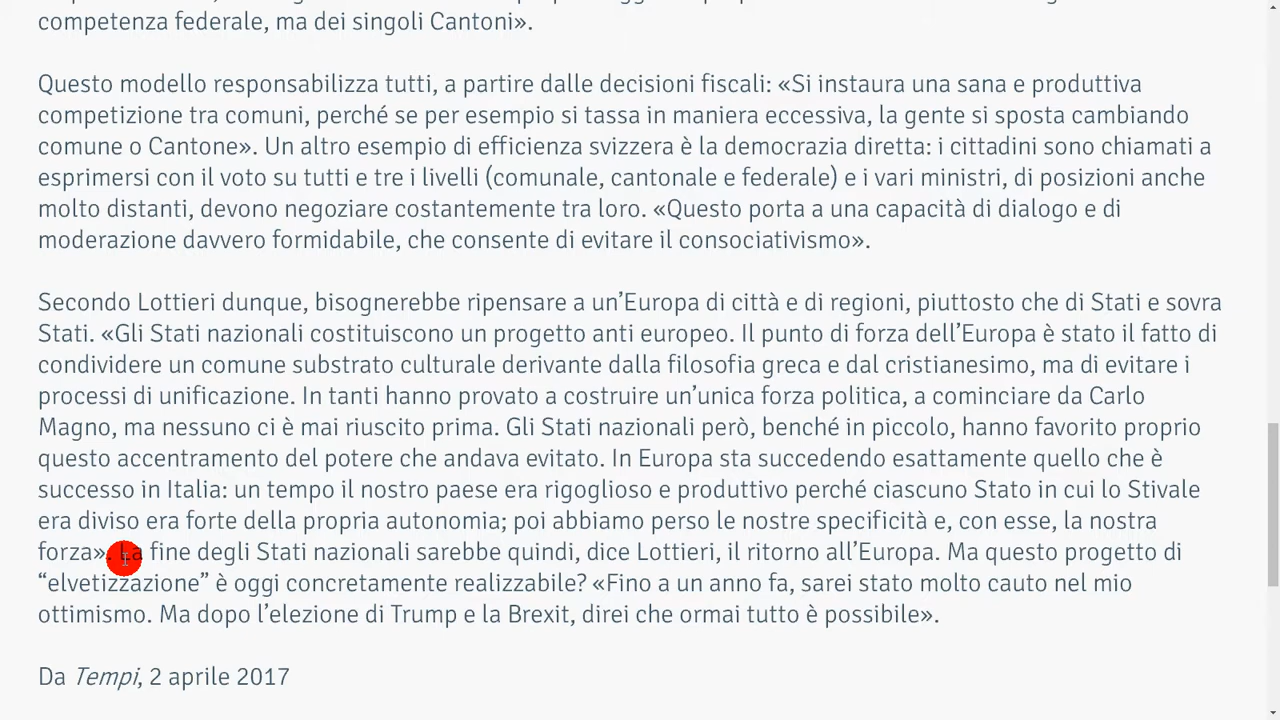 competenza federale, ma dei singoli Cantoni».
Questo modello responsabilizza tutti, a partire dalle decisioni fiscali: «Si instaura una sana e produttiva
competizione tra comuni, perché se per esempio si tassa in maniera eccessiva, la gente si sposta cambiando
comune o Cantone». Un altro esempio di efficienza svizzera è la democrazia diretta: i cittadini sono chiamati a
esprimersi con il voto su tutti e tre i livelli (comunale, cantonale e federale) e i vari ministri, di posizioni anche
molto distanti, devono negoziare costantemente tra loro. «Questo porta a una capacità di dialogo e di
moderazione davvero formidabile, che consente di evitare il consociativismo».
Secondo Lottieri dunque, bisognerebbe ripensare a un’Europa di città e di regioni, piuttosto che di Stati e sovra
Stati. «Gli Stati nazionali costituiscono un progetto anti europeo. Il punto di forza dell’Europa è stato il fatto di
condividere un comune substrato culturale derivante dalla filosofia greca e dal cristianesimo, ma di evitare i
processi di unificazione. In tanti hanno provato a costruire un’unica forza politica, a cominciare da Carlo
Magno, ma nessuno ci è mai riuscito prima. Gli Stati nazionali però, benché in piccolo, hanno favorito proprio
questo accentramento del potere che andava evitato. In Europa sta succedendo esattamente quello che è
successo in Italia: un tempo il nostro paese era rigoglioso e produttivo perché ciascuno Stato in cui lo Stivale
era diviso era forte della propria autonomia; poi abbiamo perso le nostre specificità e, con esse, la nostra
forza». La fine degli Stati nazionali sarebbe quindi, dice Lottieri, il ritorno all’Europa. Ma questo progetto di
“elvetizzazione” è oggi concretamente realizzabile? «Fino a un anno fa, sarei stato molto cauto nel mio
ottimismo. Ma dopo l’elezione di Trump e la Brexit, direi che ormai tutto è possibile».
Da Tempi, 2 aprile 2017